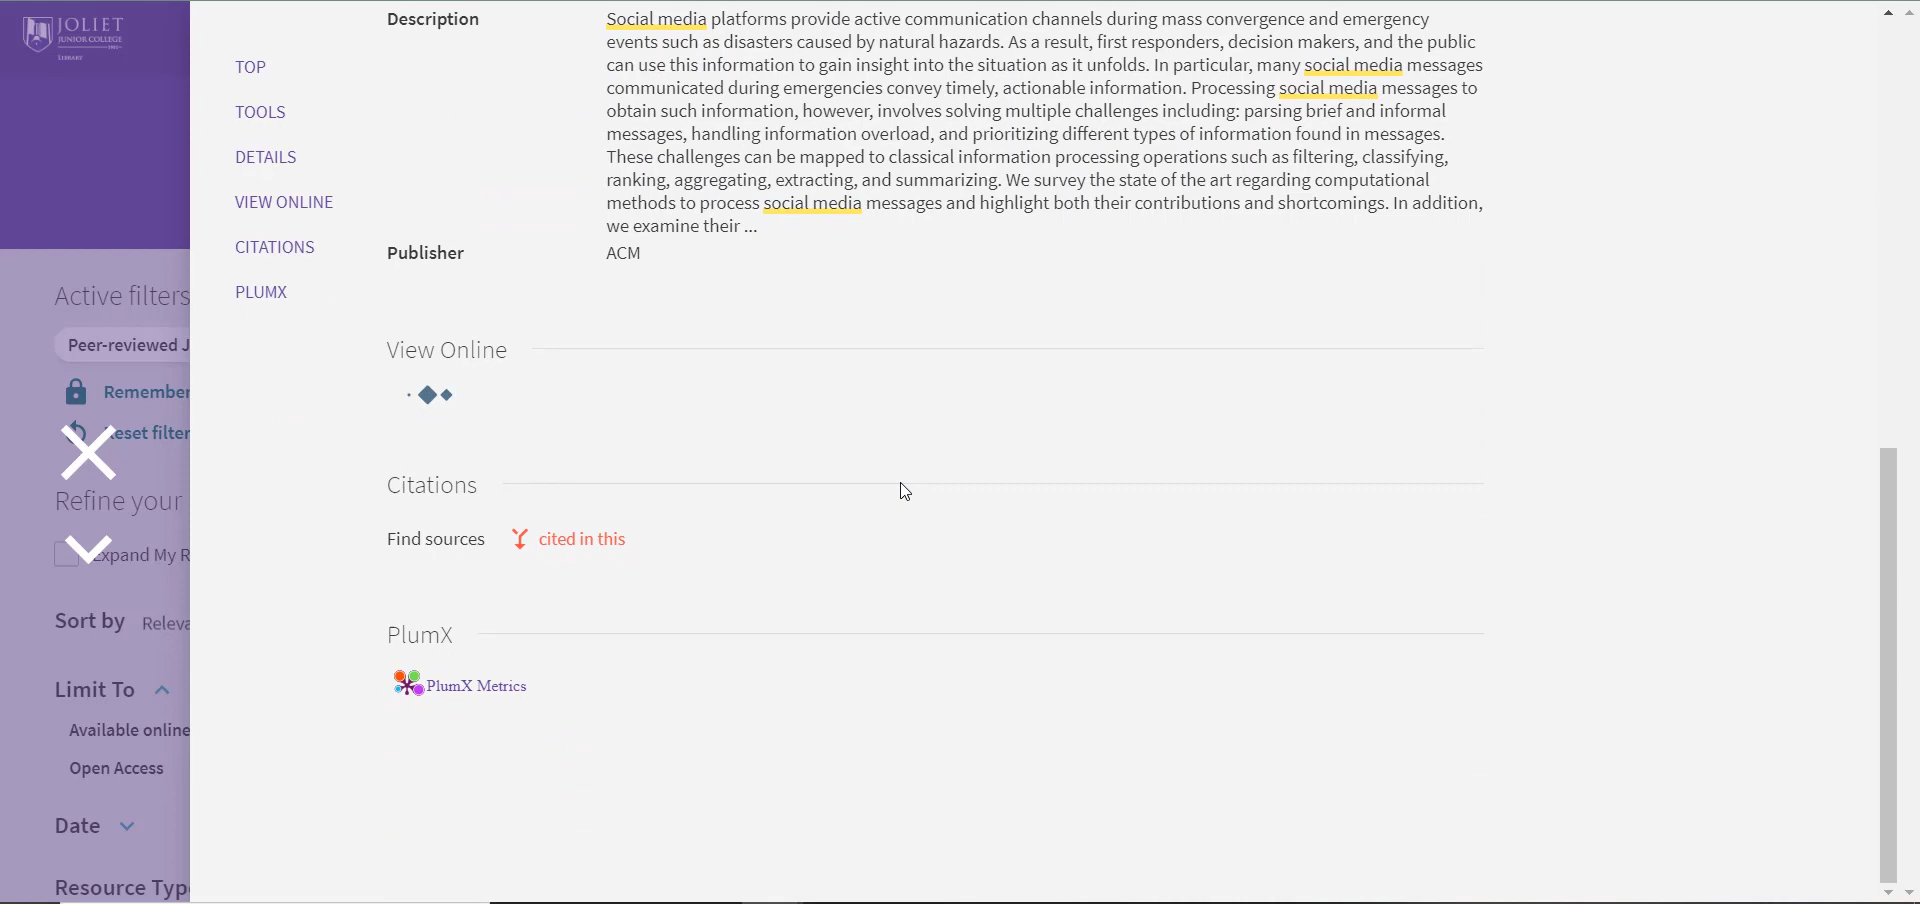 JOLIET
JUNIOR COLLEGE
LIBRARY
Active filters
Peer-reviewed J
Remember
eset filter
Refine your
xpand My R
Sort by Releva
Limit To
Available online
Open Access
Date
Resource Type
TOP
TOOLS
DETAILS
VIEW ONLINE
CITATIONS
PLUMX
Description
Social media platforms provide active communication channels during mass convergence and emergency
events such as disasters caused by natural hazards. As a result, first responders, decision makers, and the public
can use this information to gain insight into the situation as it unfolds. In particular, many social media messages
communicated during emergencies convey timely, actionable information. Processing social media messages to
obtain such information, however, involves solving multiple challenges including: parsing brief and informal
messages, handling information overload, and prioritizing different types of information found in messages.
These challenges can be mapped to classical information processing operations such as filtering, classifying,
ranking, aggregating, extracting, and summarizing. We survey the state of the art regarding computational
methods to process social media messages and highlight both their contributions and shortcomings. In addition,
we examine their ...
Publisher ACM
View Online
Citations
Find sources cited in this
PlumX
PlumX Metrics